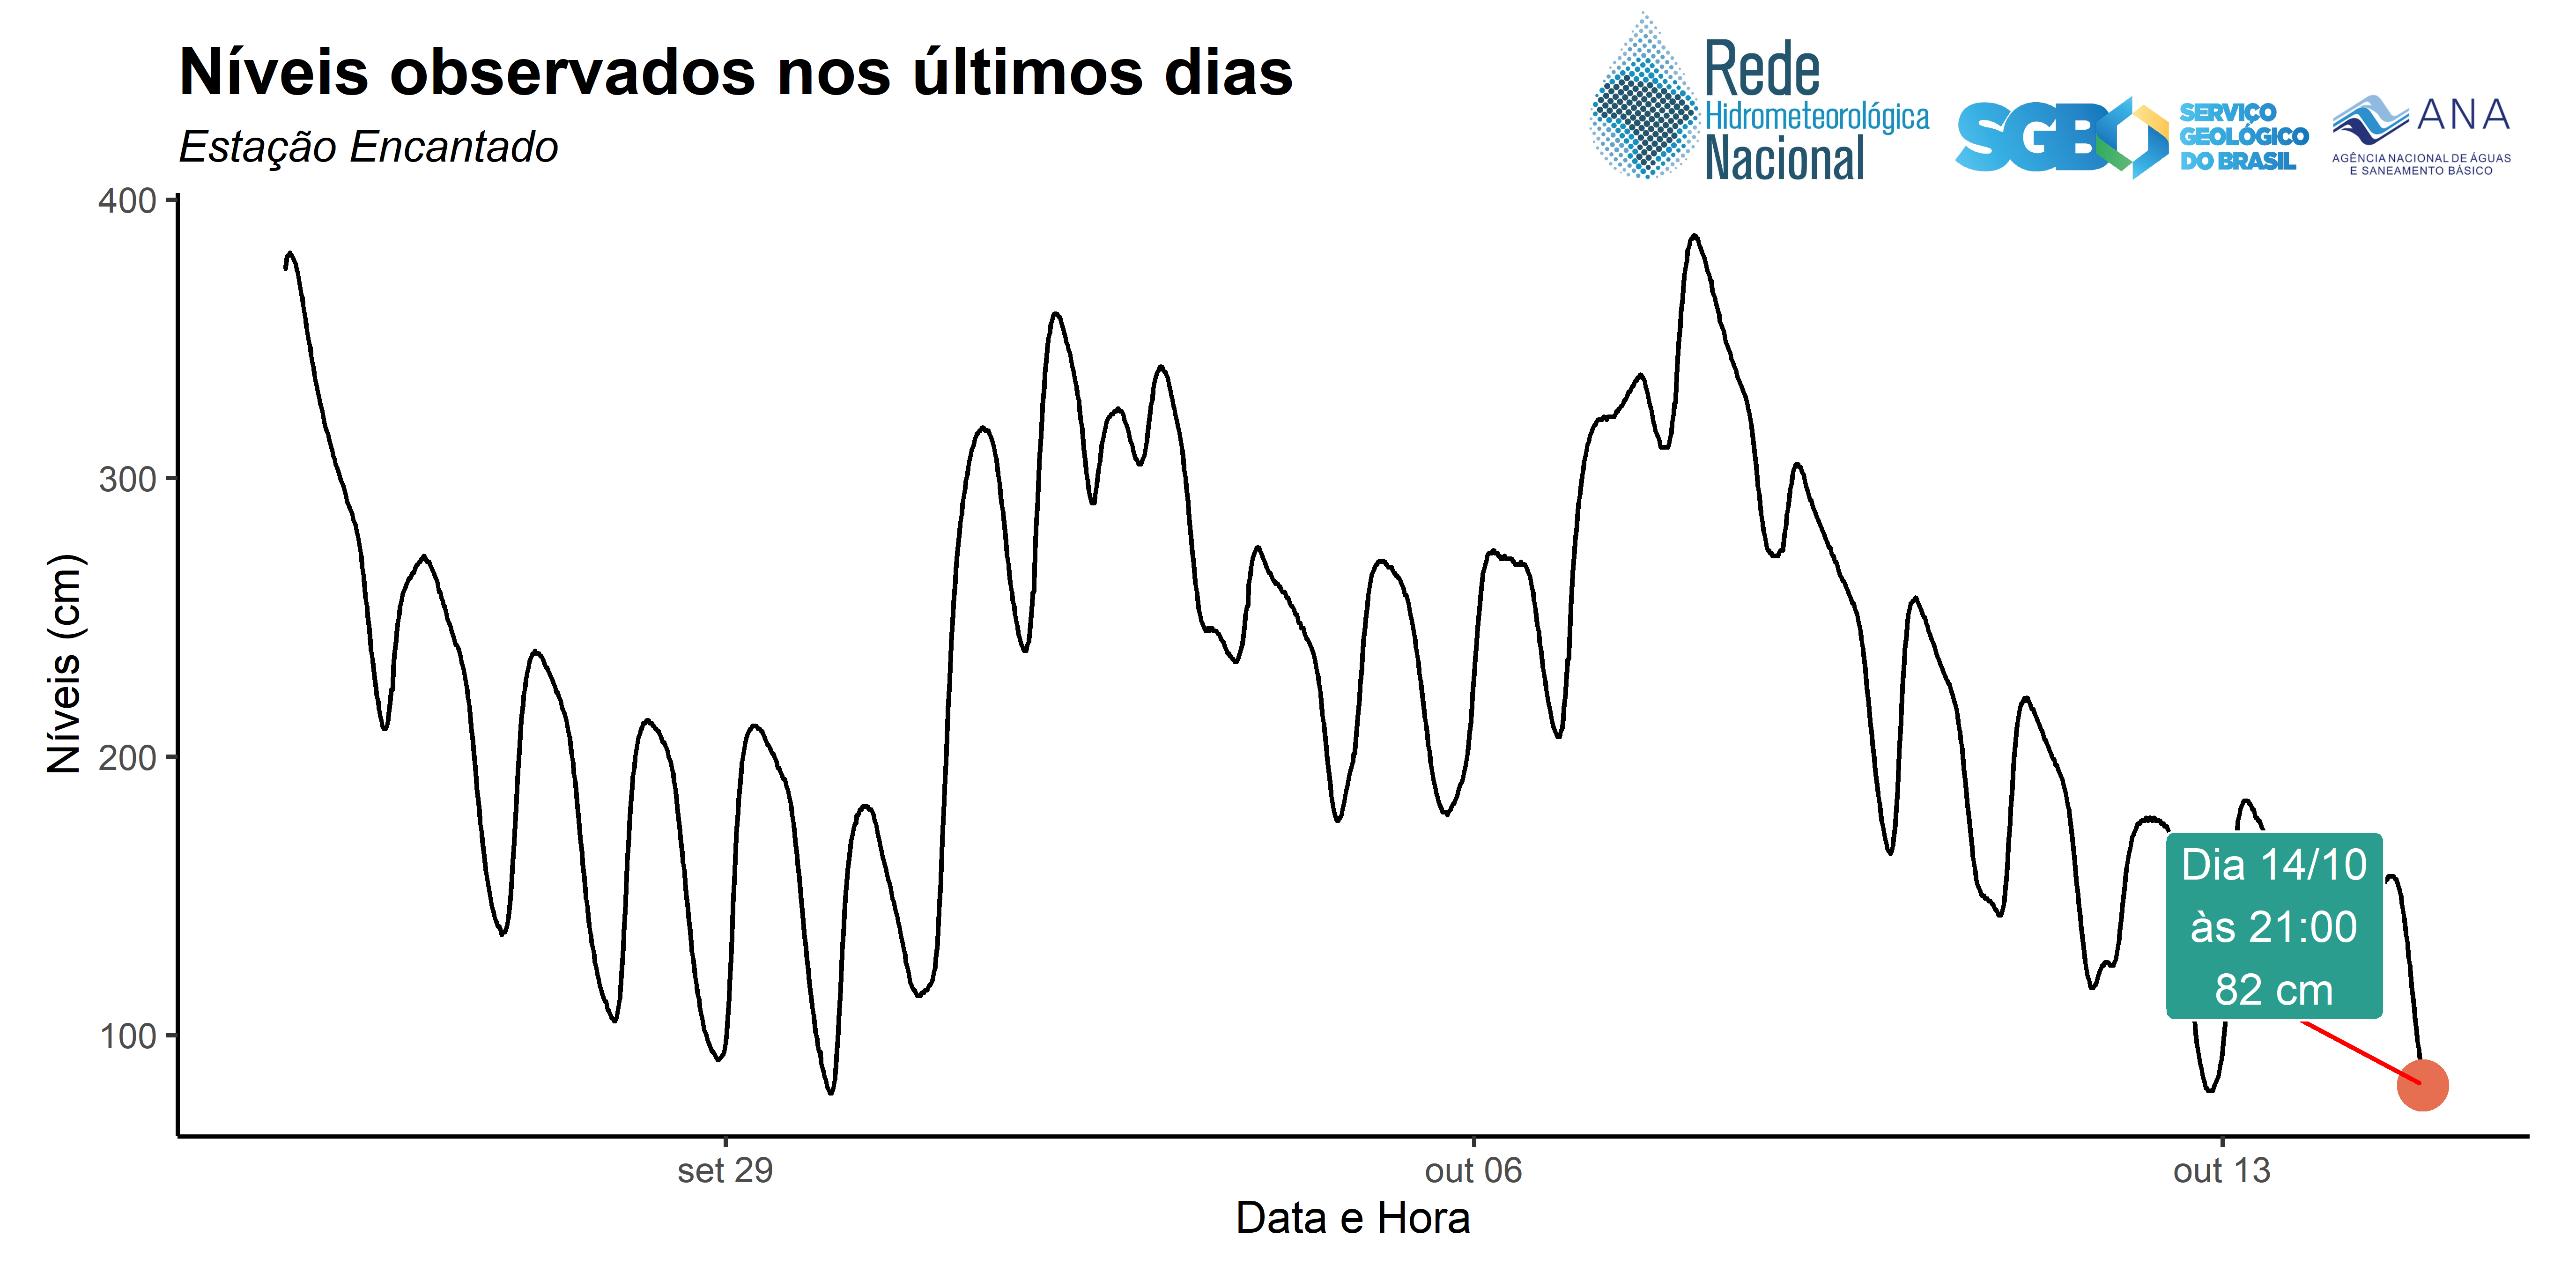 Níveis observados nos últimos dias
Estação Encantado
Rede
Hidrometeorológica
Nacional
SGB
SERVIÇO
GEOLÓGICO
DO BRASIL
ANA
AGÊNCIA NACIONAL DE ÁGUAS
E SANEAMENTO BÁSICO
Níveis (cm)
400
300
200
100
Dia 14/10
às 21:00
82 cm
set 29
out 06
out 13
Data e Hora